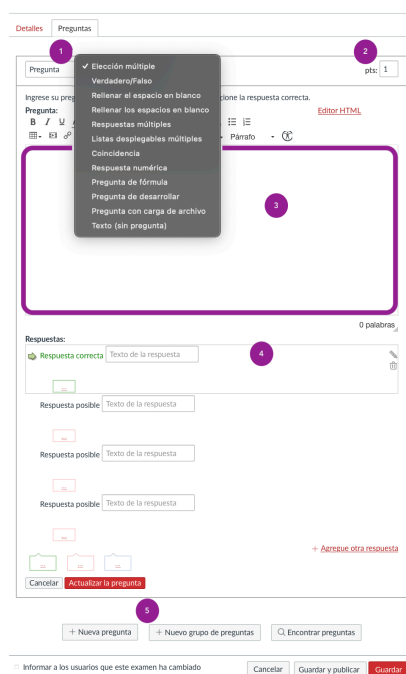 Detalles Preguntas
1 2
Pregunta ✓ Elección múltiple pts: 1
Verdadero/Falso
Rellenar el espacio en blanco
Ingrese su preg cione la respuesta correcta.
Rellenar los espacios en blanco
Pregunta: Editor HTML
Respuestas múltiples
B I U
Listas desplegables múltiples
Párrafo
Coincidencia
Respuesta numérica
Pregunta de fórmula
Pregunta de desarrollar
Pregunta con carga de archivo
Texto (sin pregunta)
3
0 palabras
Respuestas:
Respuesta correcta Texto de la respuesta 4
Respuesta posible Texto de la respuesta
Respuesta posible Texto de la respuesta
Respuesta posible Texto de la respuesta
+ Agregue otra respuesta
Cancelar Actualizar la pregunta
5
+ Nueva pregunta + Nuevo grupo de preguntas Encontrar preguntas
Informar a los usuarios que este examen ha cambiado Cancelar Guardar y publicar Guardar